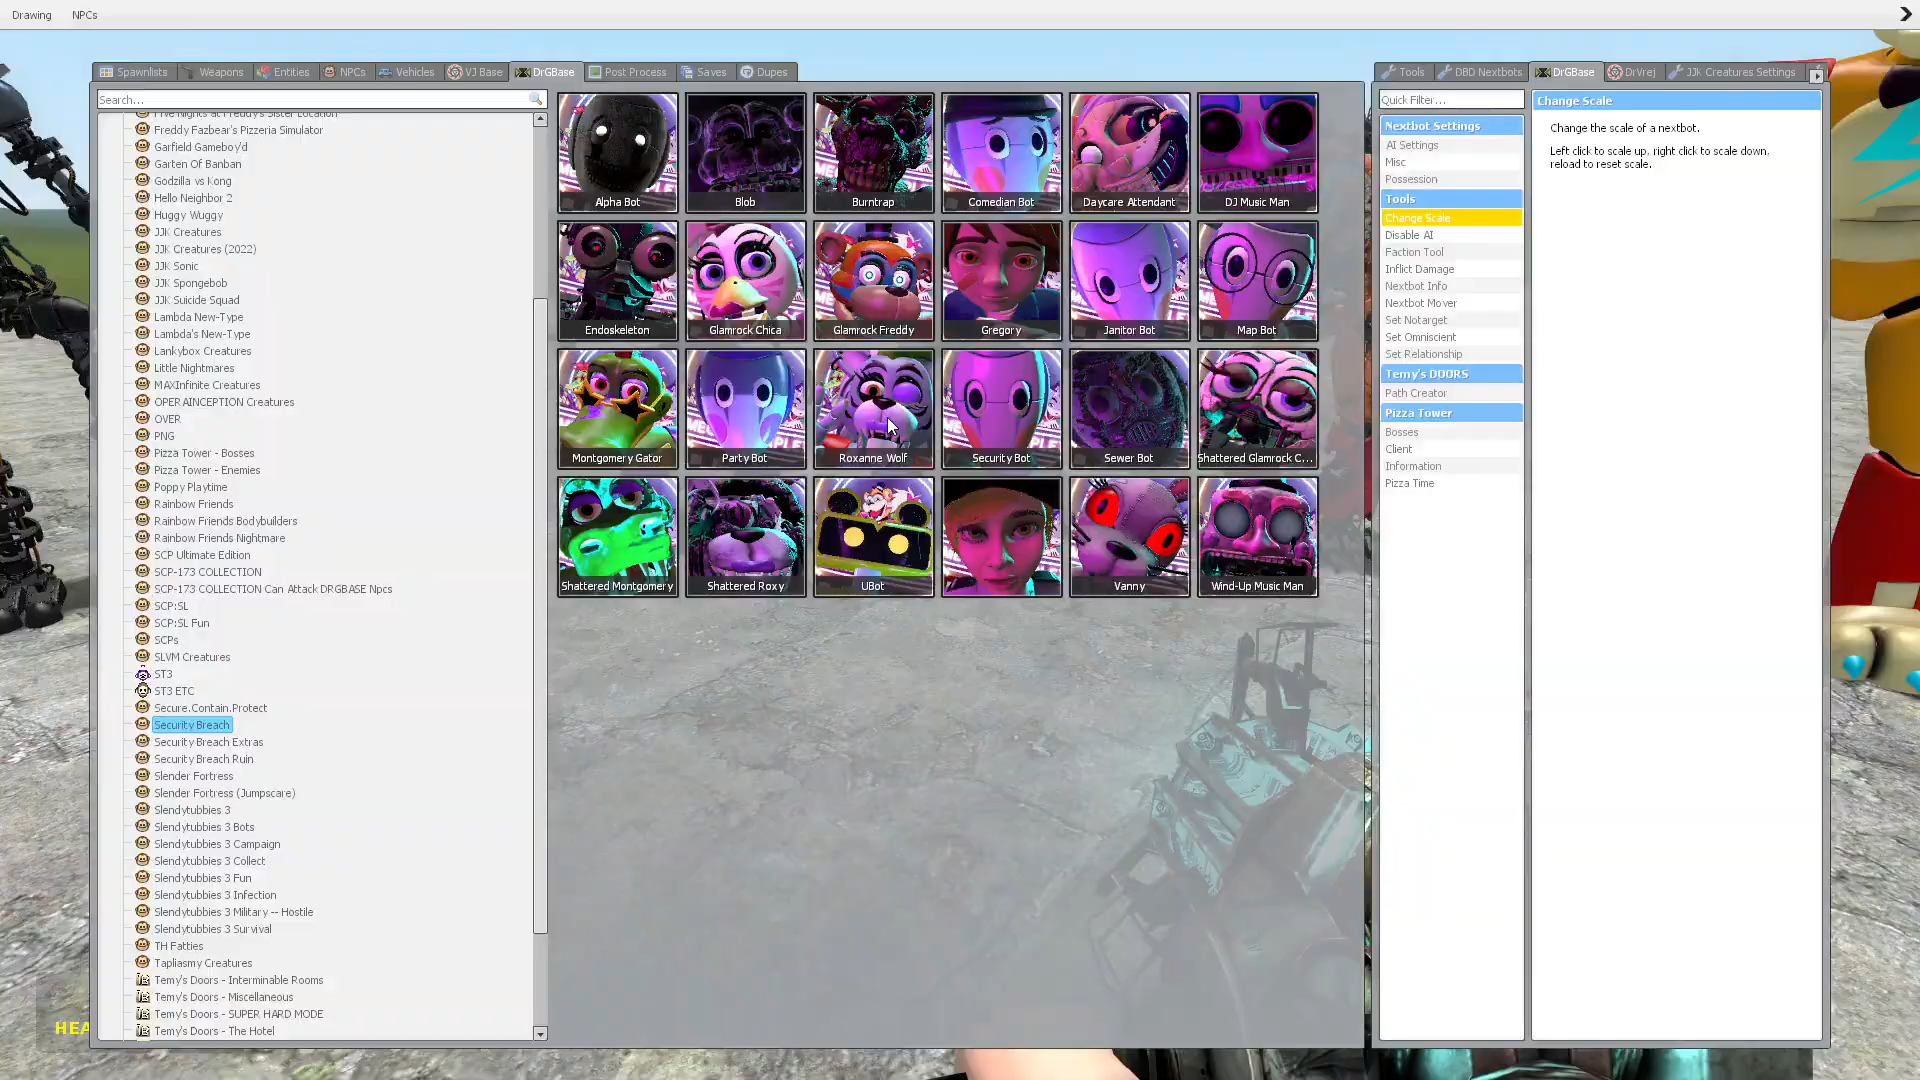 Drawing NPCs
Spawnlists Weapons Entities NPCs Vehicles VJ Base DrGBase Post Process Saves Dupes
Search...
Five Nights at Freddy's Sister Location
Freddy Fazbear's Pizzeria Simulator
Garfield Gameboy'd
Garten Of Banban
Godzilla vs Kong
Hello Neighbor 2
Huggy Wuggy
JJK Creatures
JJK Creatures (2022)
JJK Sonic
JJK Spongebob
JJK Suicide Squad
Lambda New-Type
Lambda's New-Type
Lankybox Creatures
Little Nightmares
MAXInfinite Creatures
OPERAINCEPTION Creatures
OVER
PNG
Pizza Tower - Bosses
Pizza Tower - Enemies
Poppy Playtime
Rainbow Friends
Rainbow Friends Bodybuilders
Rainbow Friends Nightmare
SCP Ultimate Edition
SCP-173 COLLECTION
SCP-173 COLLECTION Can Attack DRGBASE Npcs
SCP:SL
SCP:SL Fun
SCPs
SLVM Creatures
ST3
ST3 ETC
Secure.Contain.Protect
Security Breach
Security Breach Extras
Security Breach Ruin
Slender Fortress
Slender Fortress (Jumpscare)
Slendytubbies 3
Slendytubbies 3 Bots
Slendytubbies 3 Campaign
Slendytubbies 3 Collect
Slendytubbies 3 Fun
Slendytubbies 3 Infection
Slendytubbies 3 Military -- Hostile
Slendytubbies 3 Survival
TH Fatties
Tapliasmy Creatures
Temy's Doors - Interminable Rooms
Temy's Doors - Miscellaneous
Temy's Doors - SUPER HARD MODE
Temy's Doors - The Hotel
Alpha Bot Blob Burntrap Comedian Bot Daycare Attendant DJ Music Man
Endoskeleton Glamrock Chica Glamrock Freddy Gregory Janitor Bot Map Bot
Montgomery Gator Party Bot Roxanne Wolf Security Bot Sewer Bot Shattered Glamrock C...
Shattered Montgomery Shattered Roxy UBot Vanny Wind-Up Music Man
Tools DBD Nextbots DrGBase DrVrej JJK Creatures Settings
Quick Filter...
Nextbot Settings
AI Settings
Misc
Possession
Tools
Change Scale
Disable AI
Faction Tool
Inflict Damage
Nextbot Info
Nextbot Mover
Set Notarget
Set Omniscient
Set Relationship
Temy's DOORS
Path Creator
Pizza Tower
Bosses
Client
Information
Pizza Time
Change Scale
Change the scale of a nextbot.
Left click to scale up, right click to scale down,
reload to reset scale.
HEA